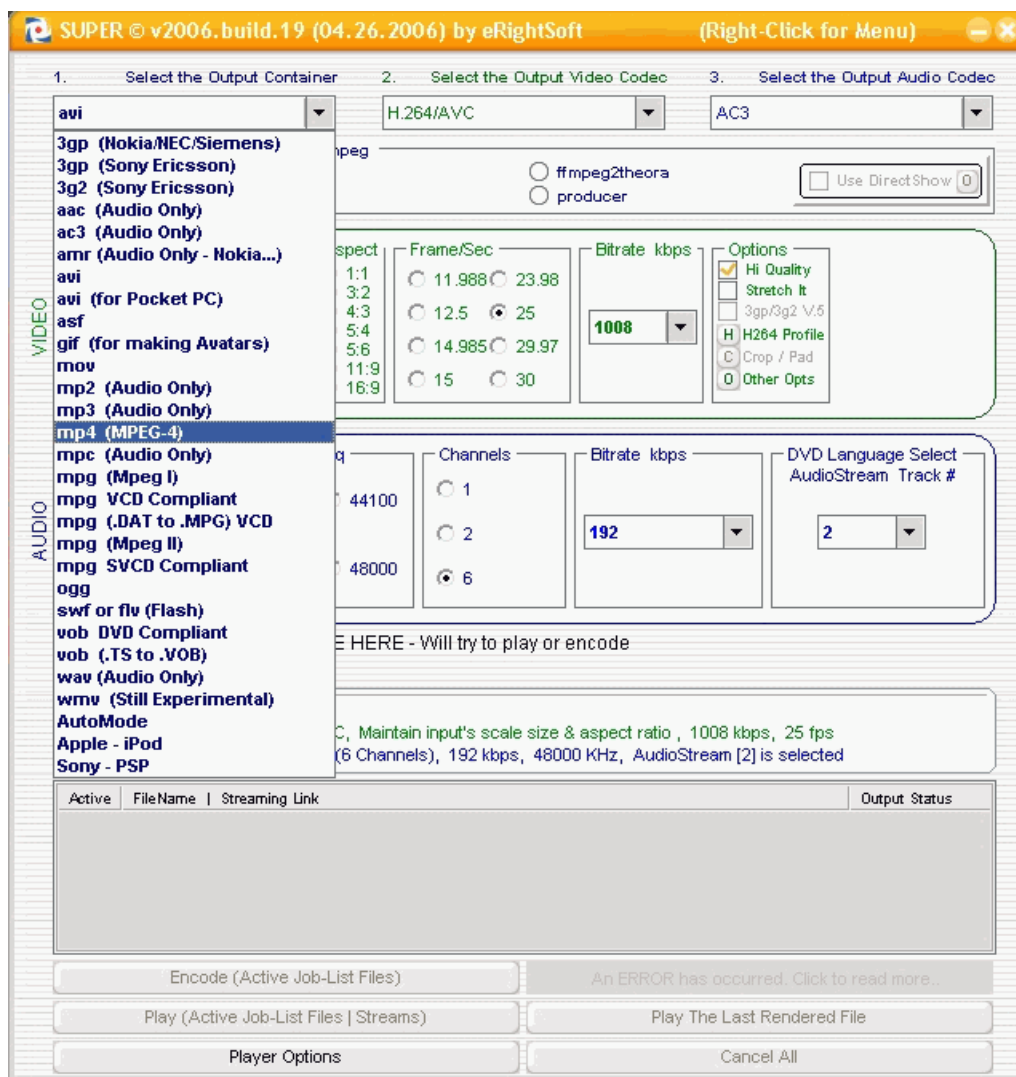 SUPER © v2006.build.19 (04.26.2006) by eRightSoft (Right-Click for Menu)
1. Select the Output Container 2. Select the Output Video Codec 3. Select the Output Audio Codec
avi H.264/AVC AC3
3gp (Nokia/NEC/Siemens)
3gp (Sony Ericsson)
3g2 (Sony Ericsson)
aac (Audio Only)
ac3 (Audio Only)
amr (Audio Only - Nokia...)
avi
avi (for Pocket PC)
asf
gif (for making Avatars)
mov
mp2 (Audio Only)
mp3 (Audio Only)
mp4 (MPEG-4)
mpc (Audio Only)
mpg (Mpeg I)
mpg VCD Compliant
mpg (.DAT to .MPG) VCD
mpg (Mpeg II)
mpg SVCD Compliant
ogg
swf or flv (Flash)
vob DVD Compliant
vob (.TS to .VOB)
wav (Audio Only)
wmv (Still Experimental)
AutoMode
Apple - iPod
Sony - PSP
mpeg
ffmpeg2theora
producer
Use DirectShow O
VIDEO
spect
1:1
3:2
4:3
5:4
5:6
11:9
16:9
Frame/Sec
11.988 23.98
12.5 25
14.985 29.97
15 30
Bitrate kbps
1008
Options
Hi Quality
Stretch It
3gp/3g2 V.5
H H264 Profile
C Crop / Pad
O Other Opts
AUDIO
q
44100
48000
Channels
1
2
6
Bitrate kbps
192
DVD Language Select
AudioStream Track #
2
E HERE - Will try to play or encode
C, Maintain input's scale size & aspect ratio , 1008 kbps, 25 fps
(6 Channels), 192 kbps, 48000 KHz, AudioStream [2] is selected
Active FileName | Streaming Link Output Status
Encode (Active Job-List Files) An ERROR has occurred. Click to read more..
Play (Active Job-List Files | Streams) Play The Last Rendered File
Player Options Cancel All